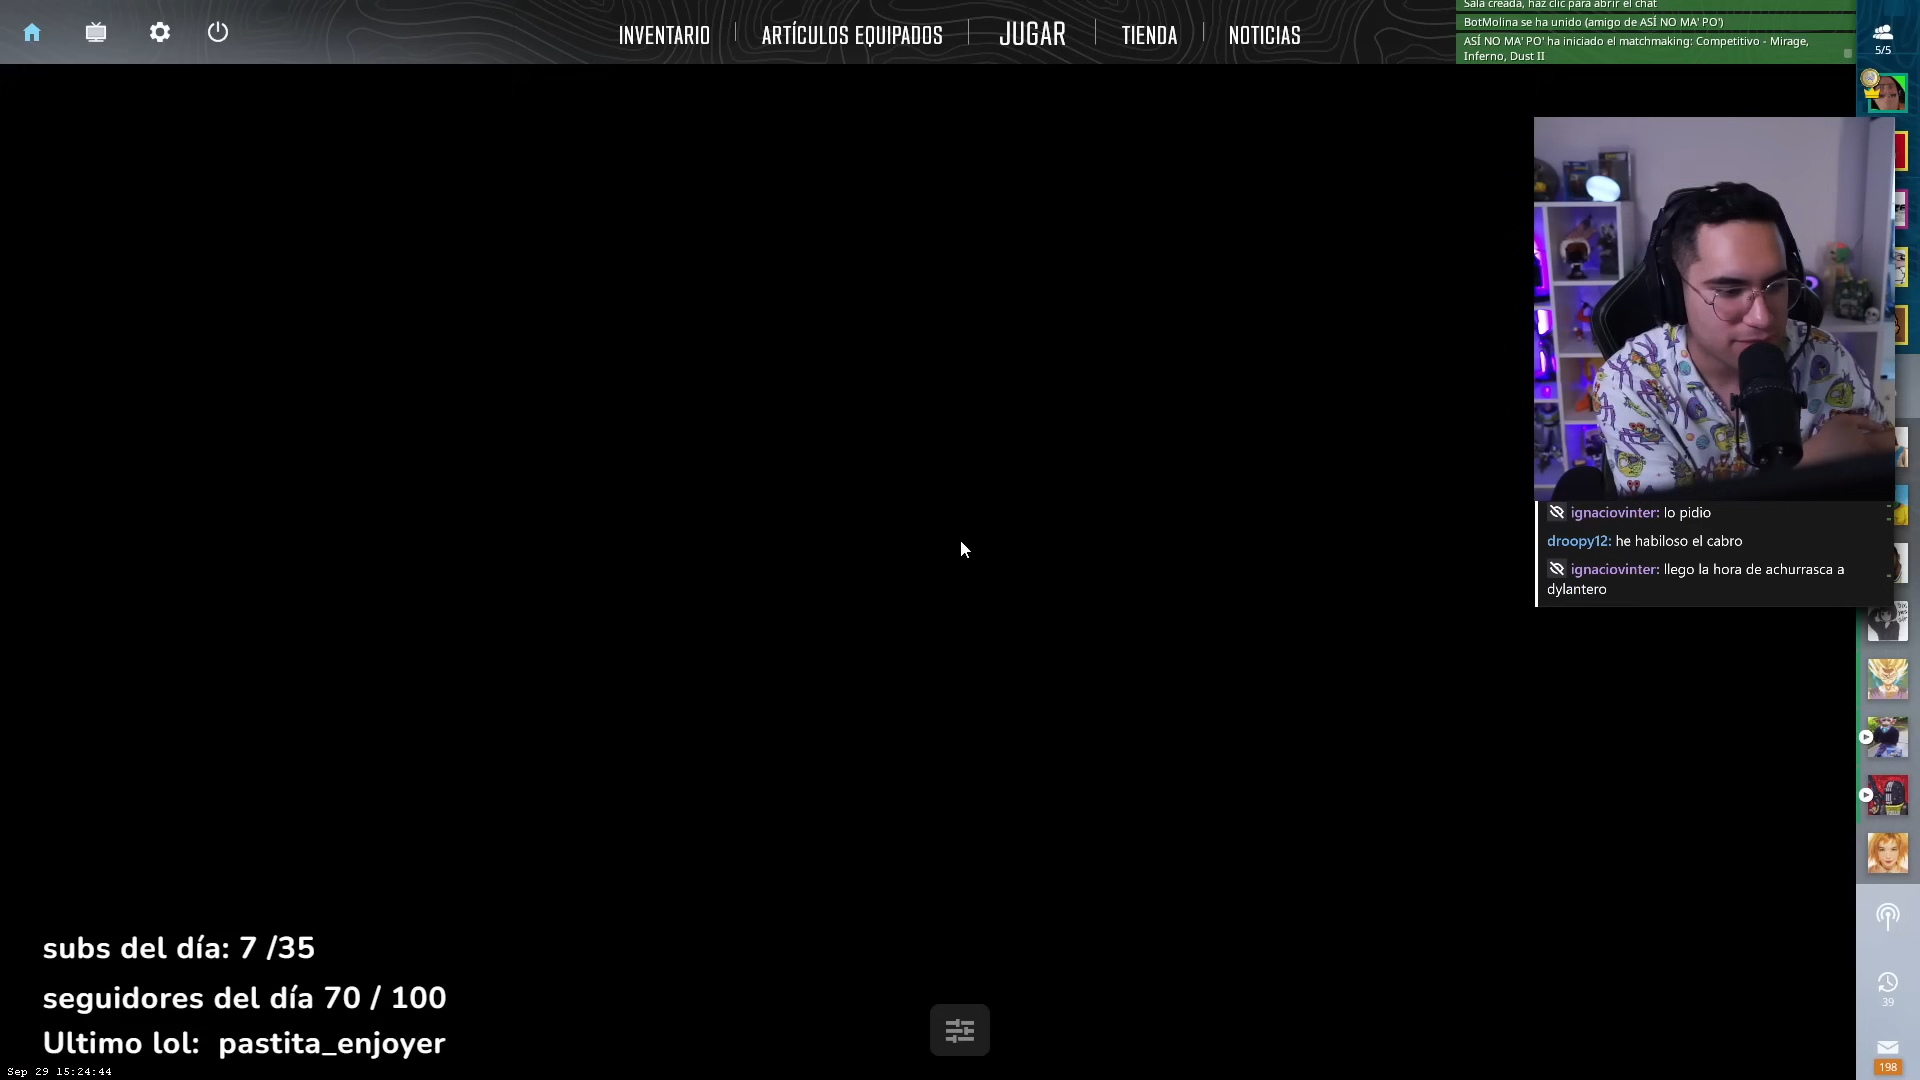 INVENTARIO
ARTÍCULOS EQUIPADOS
JUGAR
TIENDA
NOTICIAS
Sala creada, haz clic para abrir el chat
BotMolina se ha unido (amigo de ASÍ NO MA' PO')
ASÍ NO MA' PO' ha iniciado el matchmaking: Competitivo - Mirage,
Inferno, Dust II
5/5
ignaciovinter: lo pidio
droopy12: he habiloso el cabro
ignaciovinter: llego la hora de achurrasca a
dylantero
subs del día: 7 /35
seguidores del día 70 / 100
Ultimo lol: pastita_enjoyer
Sep 29 15:24:44
39
198